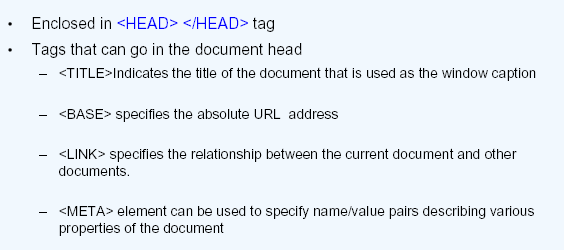 • Enclosed in <HEAD> </HEAD> tag
• Tags that can go in the document head
– <TITLE>Indicates the title of the document that is used as the window caption
– <BASE> specifies the absolute URL address
– <LINK> specifies the relationship between the current document and other
documents.
– <META> element can be used to specify name/value pairs describing various
properties of the document